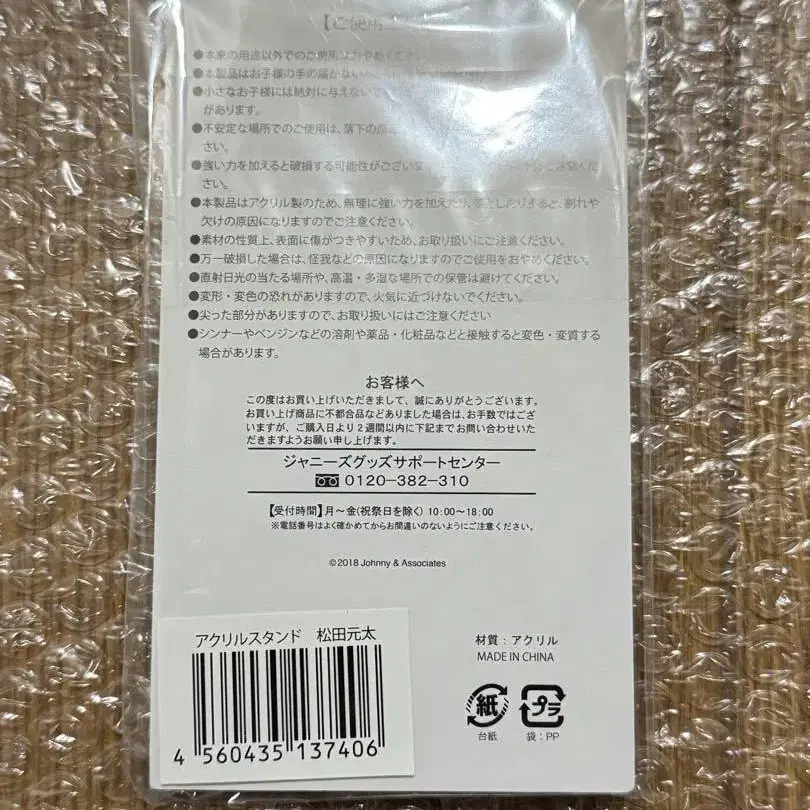 【ご使用
●本来の用途以外でのご使用はおやめください。
●本製品はお子様の手の届かない
●小さなお子様には絶対に与えないで
があります。
●不安定な場所でのご使用は、落下の原
さい。
●強い力を加えると破損する可能性がござい
さい。
●本製品はアクリル製のため、無理に強い力を加えたり、落としたりすると、割れや
欠けの原因になりますのでご注意ください。
●素材の性質上、表面に傷がつきやすいため、お取り扱いにご注意ください。
●万一破損した場合は、怪我などの原因になりますのでご使用をおやめください。
●直射日光の当たる場所や、高温・多湿な場所での保管は避けてください。
●変形・変色の恐れがありますので、火気に近づけないでください。
●尖った部分がありますので、お取り扱いにはご注意ください
●シンナーやベンジンなどの溶剤や薬品・化粧品などと接触すると変色・変質する
場合があります。
お客様へ
この度はお買い上げいただきまして、誠にありがとうございます。
お買い上げ商品に不都合品などありました場合は、お手数ではござ
いますが、ご購入日より2週間以内に下記までお問い合わせいた
だきますようお願い申し上げます。
ジャニーズグッズサポートセンター
0120-382-310
【受付時間】月～金(祝祭日を除く) 10:00～18:00
※電話番号はよく確かめてからお間違いのないようにご注意ください。
©2018 Johnny & Associates
アクリルスタンド 松田元太
4 560435 137406
材質：アクリル
MADE IN CHINA
紙 プラ
台紙 袋：PP